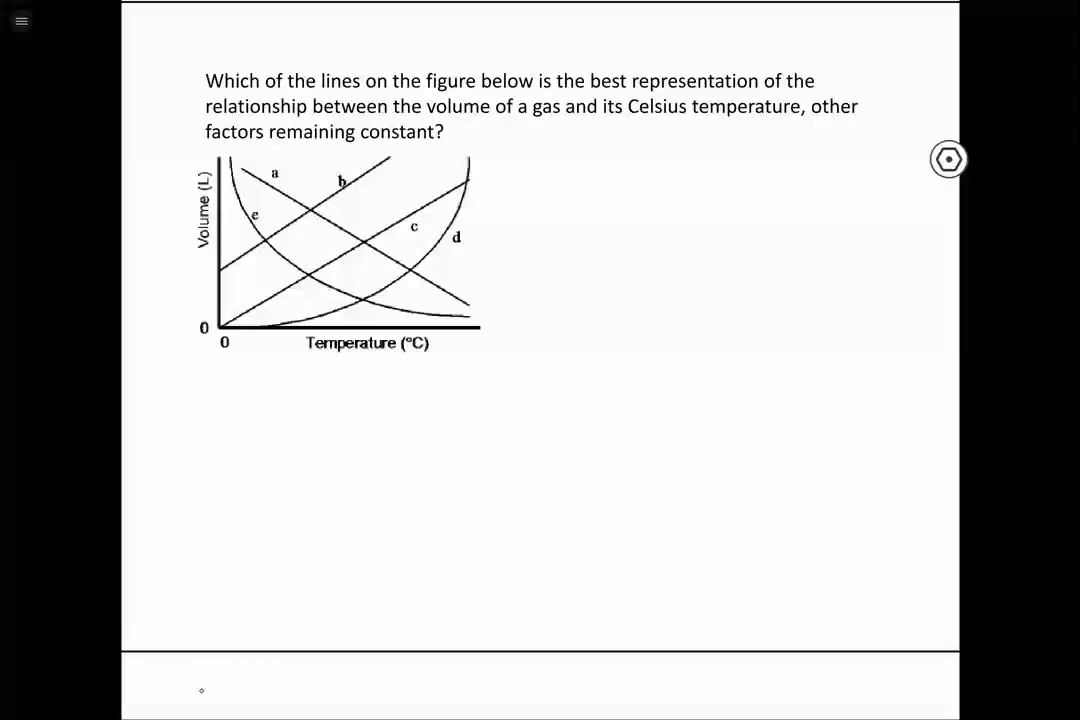 Which of the lines on the figure below is the best representation of the
relationship between the volume of a gas and its Celsius temperature, other
factors remaining constant?
a
b
e
c
d
Volume (L)
0
0
Temperature (°C)